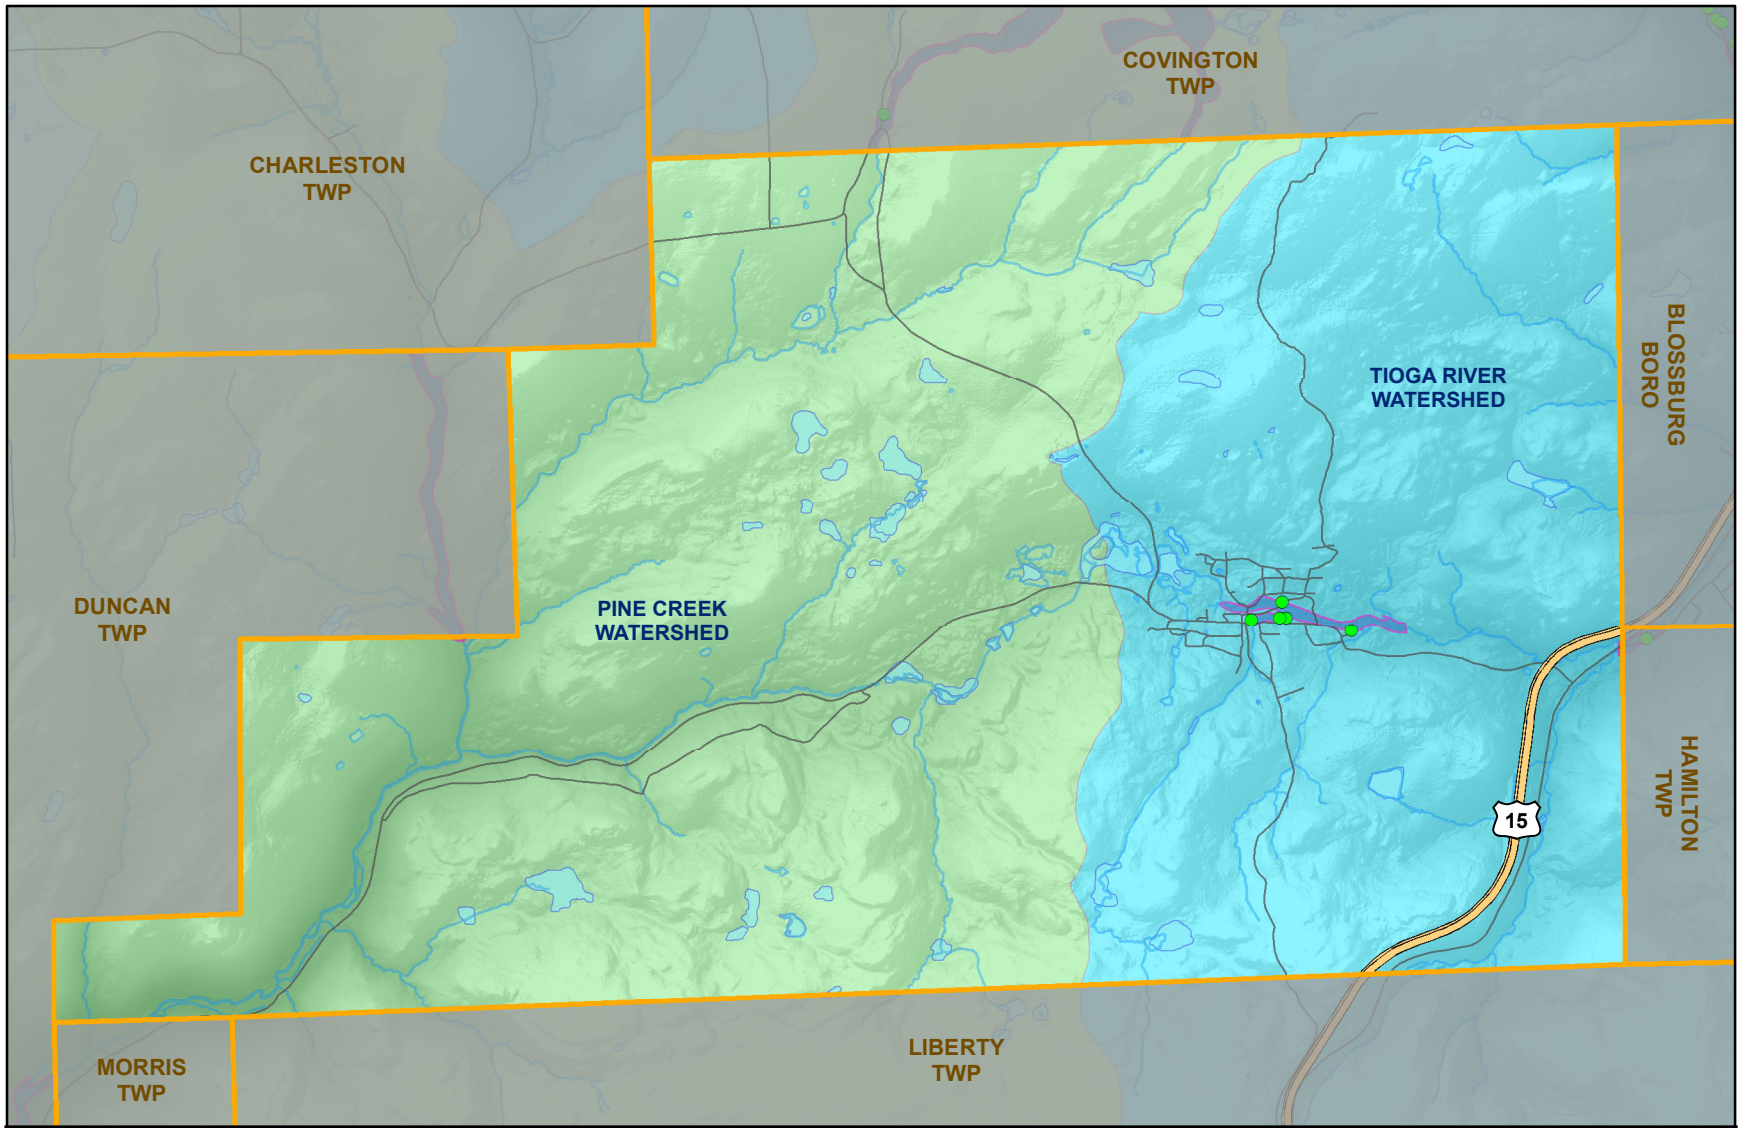 COVINGTON
TWP
CHARLESTON
TWP
BLOSSBURG
BORO
TIOGA RIVER
WATERSHED
DUNCAN
TWP
PINE CREEK
WATERSHED
HAMILTON
TWP
15
LIBERTY
TWP
MORRIS
TWP